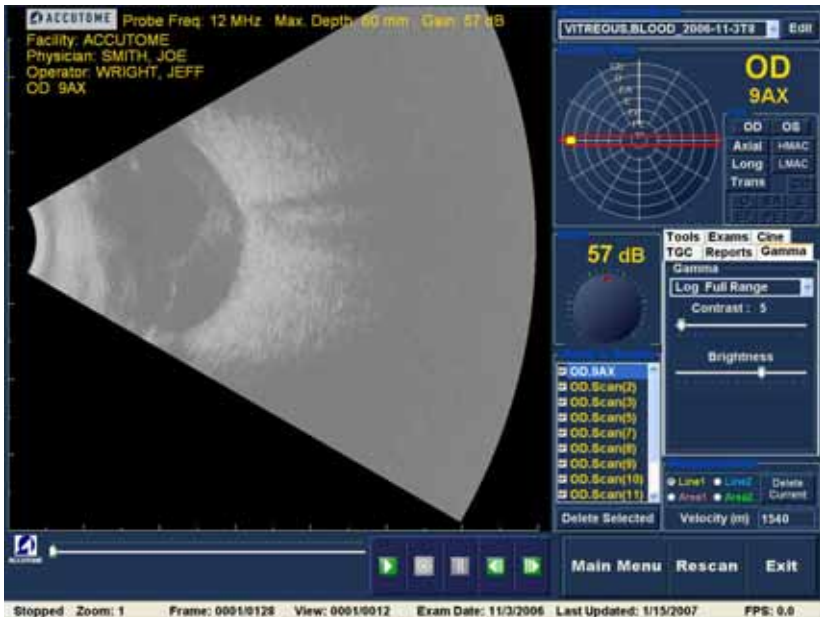 ACCUTOME Probe Freq: 12 MHz Max. Depth: 60 mm Gain: 57 dB
Facility: ACCUTOME
Physician: SMITH, JOE
Operator: WRIGHT, JEFF
OD 9AX
VITREOUS,BLOOD_2006-11-3T8 Edit
OD
9AX
OD OS
Axial HMAC
Long LMAC
Trans
57 dB
Tools Exams Cine
TGC Reports Gamma
Gamma
Log Full Range
Contrast : 5
Brightness
OD.9AX
OD.Scan(2)
OD.Scan(3)
OD.Scan(5)
OD.Scan(7)
OD.Scan(8)
OD.Scan(9)
OD.Scan(10)
OD.Scan(11)
Delete Selected
Line1 Line2
Area1 Area2
Delete
Current
Velocity (m) 1540
ACCUTOME
Main Menu Rescan Exit
Stopped Zoom: 1 Frame: 0001/0128 View: 0001/0012 Exam Date: 11/3/2006 Last Updated: 1/15/2007 FPS: 0.0